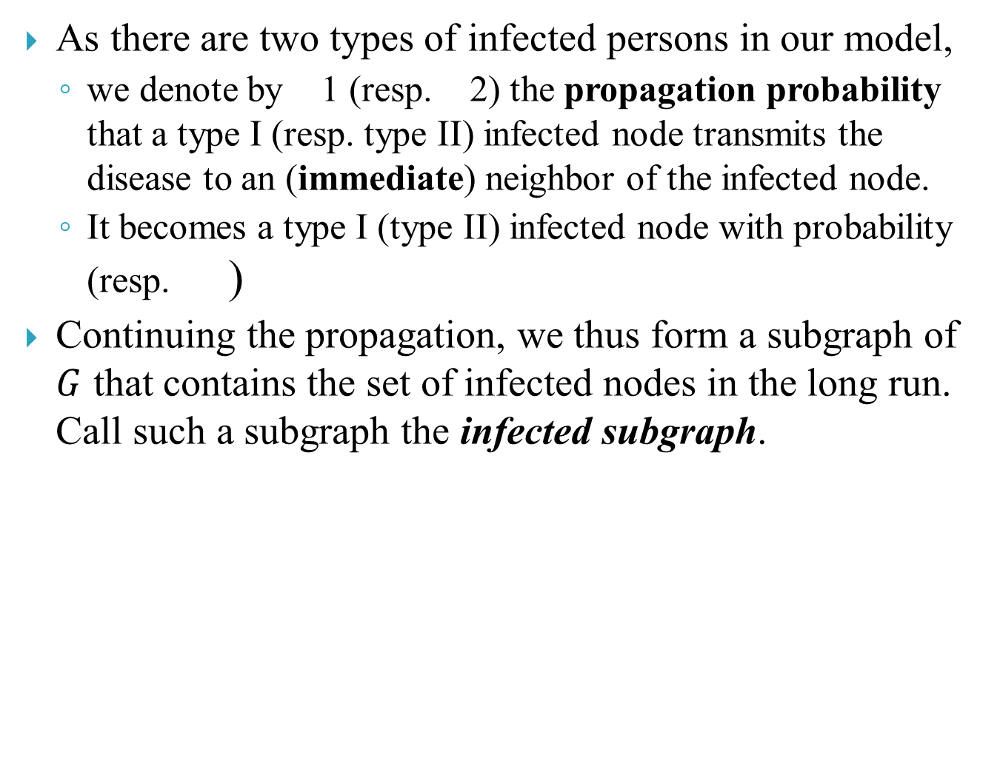 As there are two types of infected persons in our model,
we denote by 1 (resp. 2) the propagation probability
that a type I (resp. type II) infected node transmits the
disease to an (immediate) neighbor of the infected node.
It becomes a type I (type II) infected node with probability
(resp. )
Continuing the propagation, we thus form a subgraph of
G that contains the set of infected nodes in the long run.
Call such a subgraph the infected subgraph.